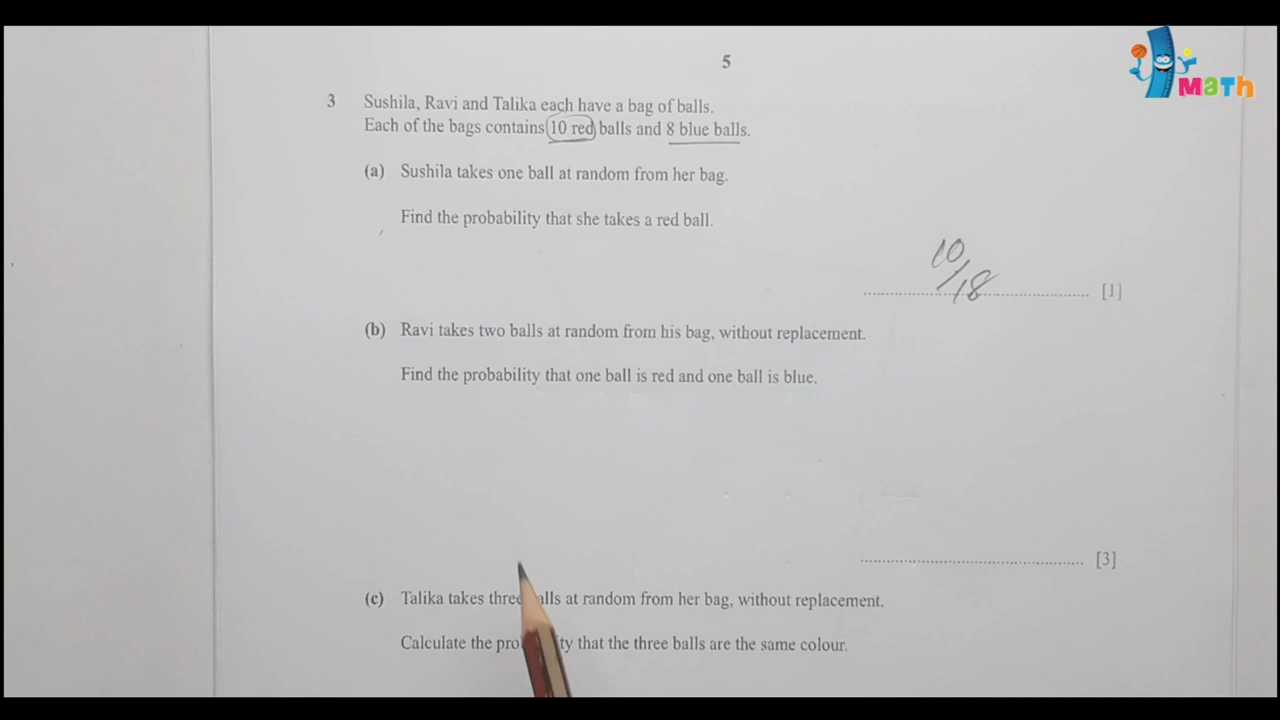 MATH
5
3 Sushila, Ravi and Talika each have a bag of balls.
Each of the bags contains 10 red balls and 8 blue balls.
(a) Sushila takes one ball at random from her bag.
Find the probability that she takes a red ball.
10/18
[1]
(b) Ravi takes two balls at random from his bag, without replacement.
Find the probability that one ball is red and one ball is blue.
[3]
(c) Talika takes three balls at random from her bag, without replacement.
Calculate the probability that the three balls are the same colour.